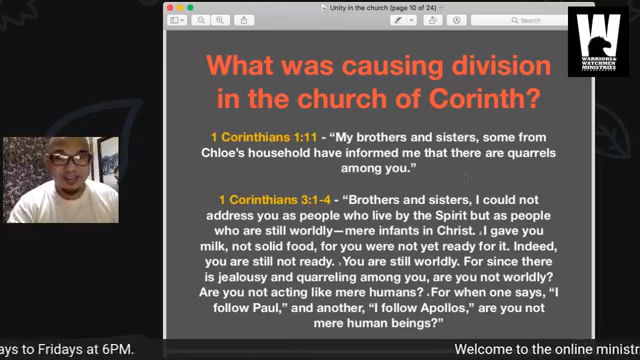 Unity in the church (page 10 of 24)
Search
WARRIORS &
WATCHMEN
MINISTRIES
What was causing division
in the church of Corinth?
1 Corinthians 1:11 - “My brothers and sisters, some from
Chloe’s household have informed me that there are quarrels
among you.”
1 Corinthians 3:1-4 - “Brothers and sisters, I could not
address you as people who live by the Spirit but as people
who are still worldly—mere infants in Christ. 2 I gave you
milk, not solid food, for you were not yet ready for it. Indeed,
you are still not ready. 3 You are still worldly. For since there
is jealousy and quarreling among you, are you not worldly?
Are you not acting like mere humans? 4 For when one says, “I
follow Paul,” and another, “I follow Apollos,” are you not
mere human beings?”
ays to Fridays at 6PM.
Welcome to the online ministr